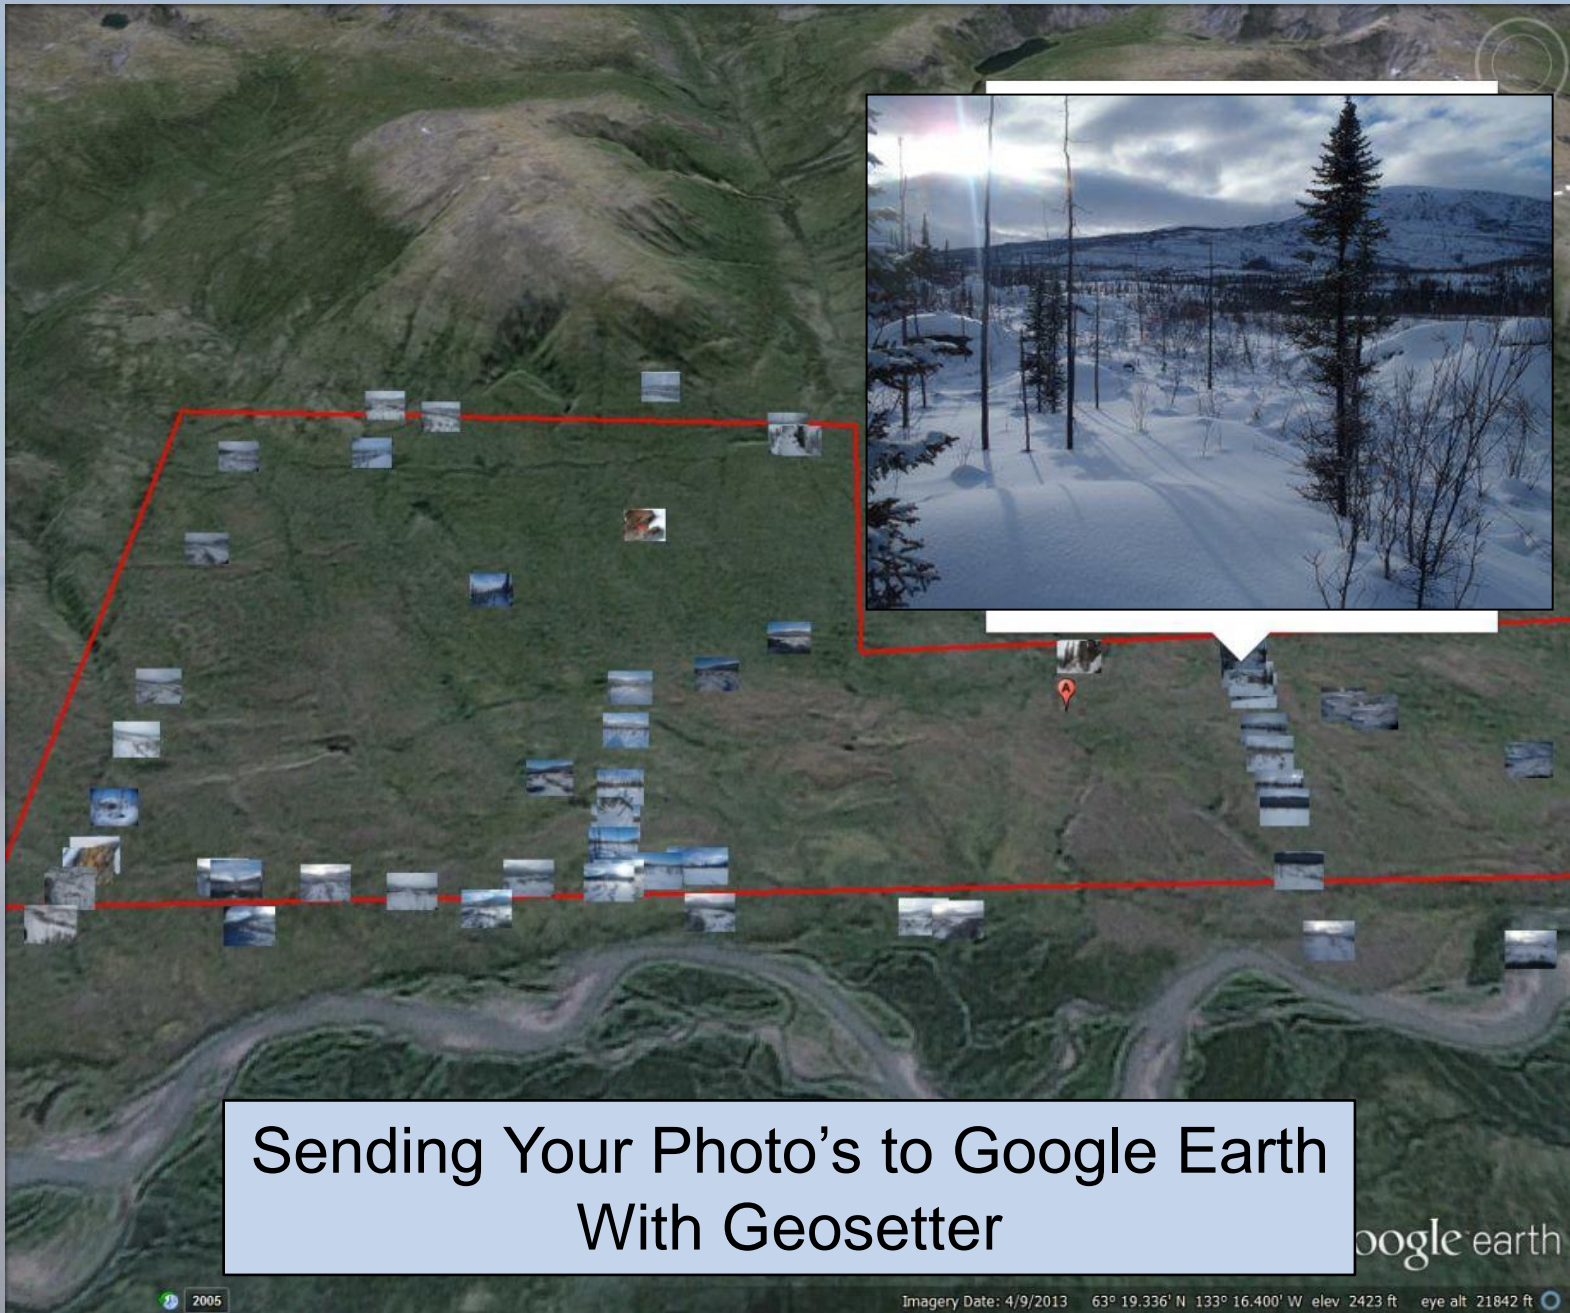 A
Sending Your Photo's to Google Earth
With Geosetter
oogle earth
2005
Imagery Date: 4/9/2013 63° 19.336' N 133° 16.400' W elev 2423 ft eye alt 21842 ft